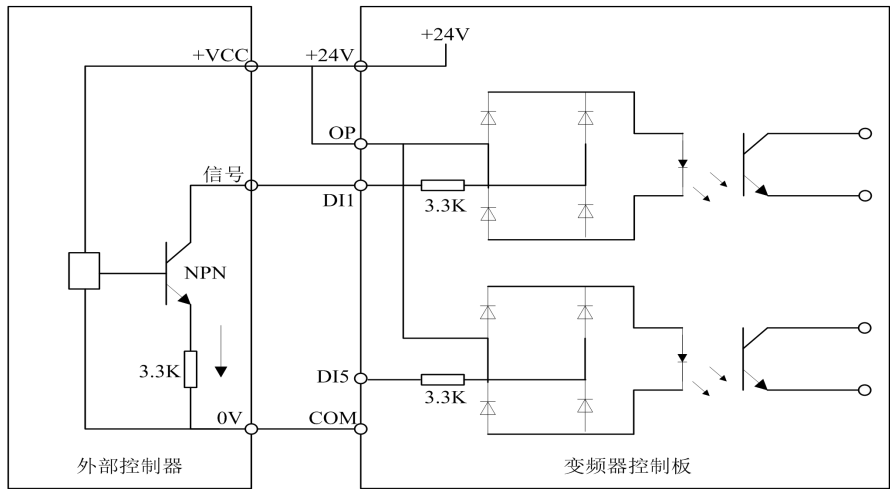 +24V
+VCC
+24V
OP
信号
DI1
3.3K
NPN
3.3K
DI5
3.3K
0V
COM
外部控制器
变频器控制板